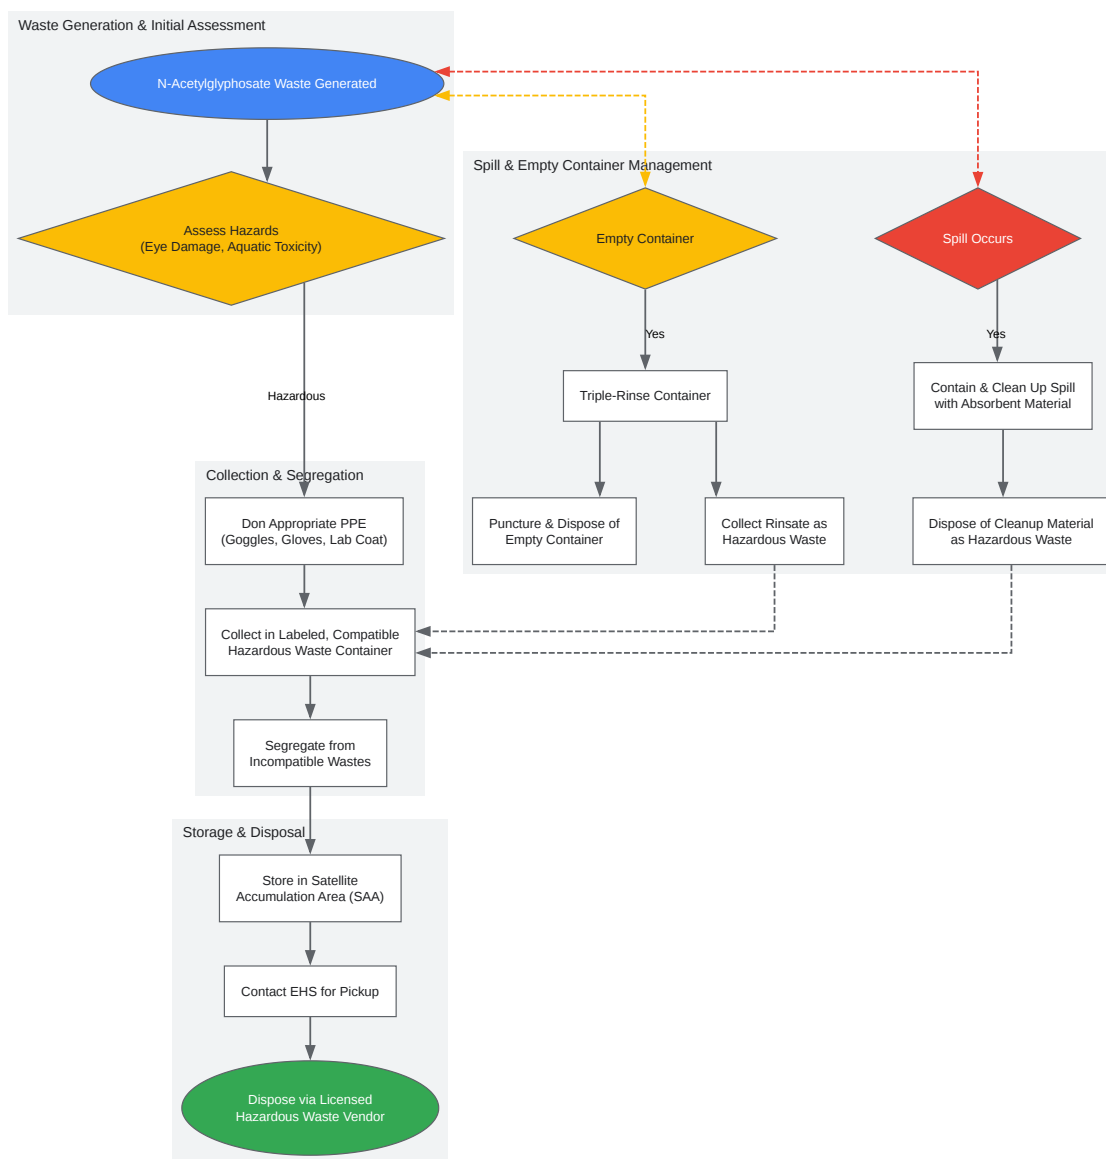 Waste Generation & Initial Assessment
N-Acetylglyphosate Waste Generated
Assess Hazards
(Eye Damage, Aquatic Toxicity)
Hazardous
Spill & Empty Container Management
Empty Container
Spill Occurs
Yes
Yes
Triple-Rinse Container
Contain & Clean Up Spill
with Absorbent Material
Puncture & Dispose of
Empty Container
Collect Rinsate as
Hazardous Waste
Dispose of Cleanup Material
as Hazardous Waste
Collection & Segregation
Don Appropriate PPE
(Goggles, Gloves, Lab Coat)
Collect in Labeled, Compatible
Hazardous Waste Container
Segregate from
Incompatible Wastes
Storage & Disposal
Store in Satellite
Accumulation Area (SAA)
Contact EHS for Pickup
Dispose via Licensed
Hazardous Waste Vendor